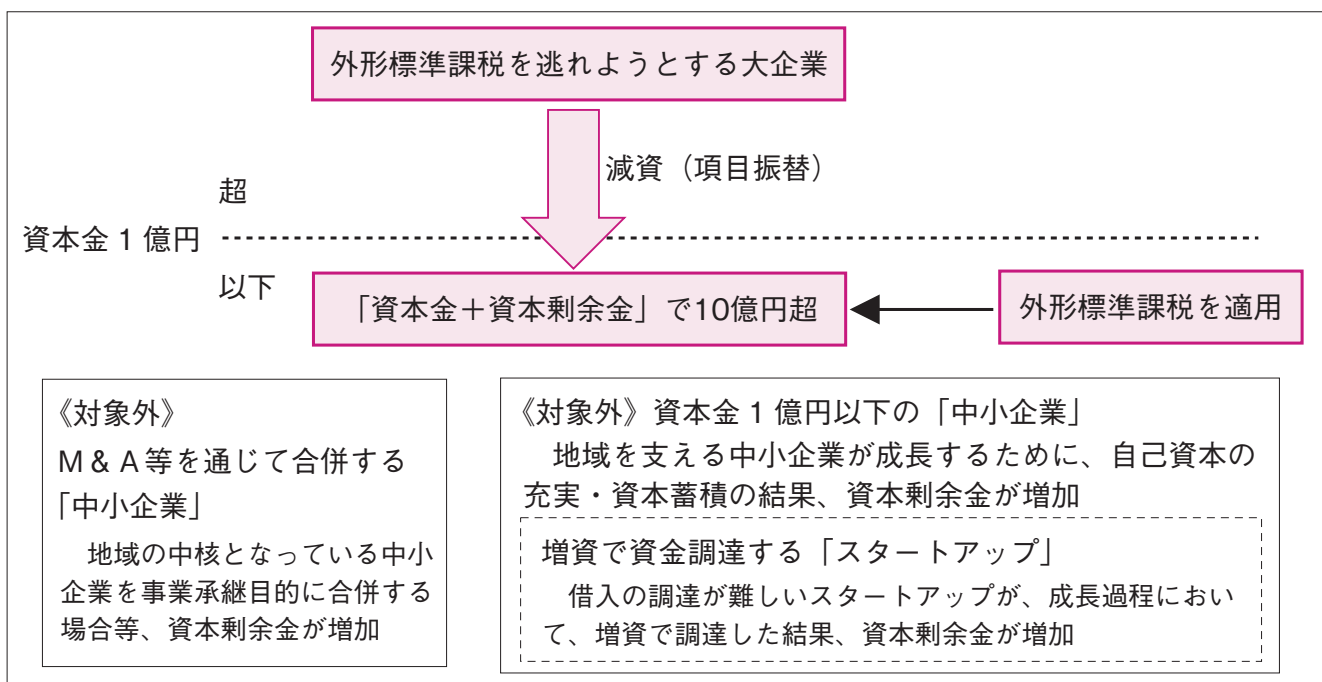 外形標準課税を逃れようとする大企業
減資（項目振替）
超
資本金１億円
以下
「資本金＋資本剰余金」で10億円超
外形標準課税を適用
《対象外》
Ｍ＆Ａ等を通じて合併する
「中小企業」
地域の中核となっている中小
企業を事業承継目的に合併する
場合等、資本剰余金が増加
《対象外》資本金１億円以下の「中小企業」
地域を支える中小企業が成長するために、自己資本の
充実・資本蓄積の結果、資本剰余金が増加
増資で資金調達する「スタートアップ」
借入の調達が難しいスタートアップが、成長過程におい
て、増資で調達した結果、資本剰余金が増加